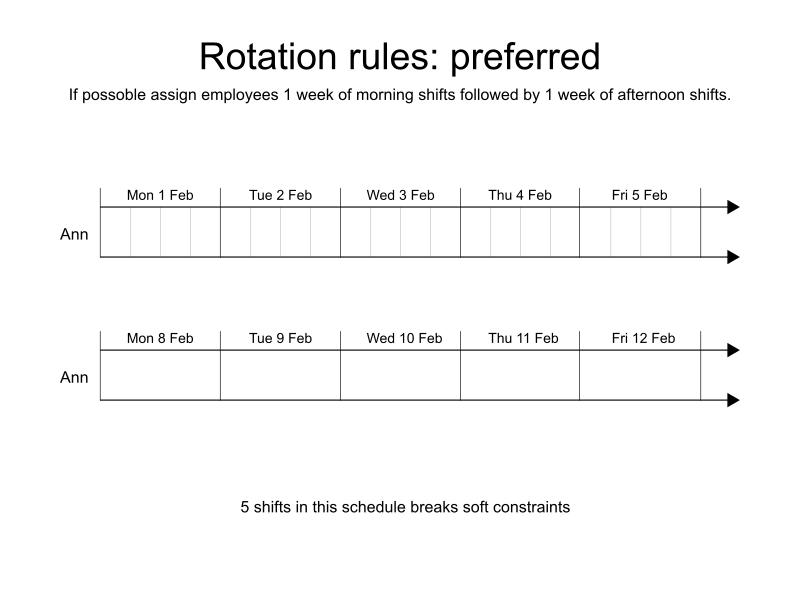 Rotation rules: preferred
If possoble assign employees 1 week of morning shifts followed by 1 week of afternoon shifts.
Mon 1 Feb Tue 2 Feb Wed 3 Feb Thu 4 Feb Fri 5 Feb
Ann
Mon 8 Feb Tue 9 Feb Wed 10 Feb Thu 11 Feb Fri 12 Feb
Ann
5 shifts in this schedule breaks soft constraints